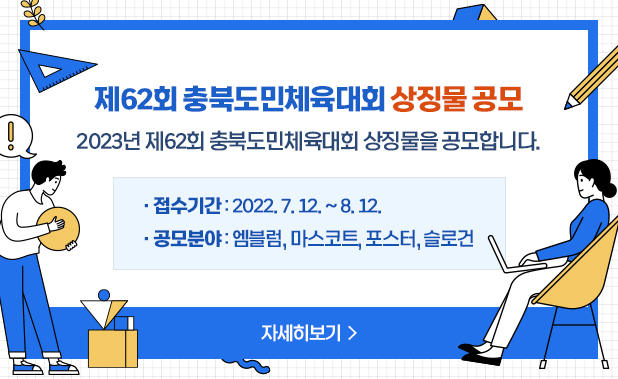 제62회 충북도민체육대회 상징물 공모
2023년 제62회 충북도민체육대회 상징물을 공모합니다.
· 접수기간 : 2022. 7. 12. ~ 8. 12.
· 공모분야 : 엠블럼, 마스코트, 포스터, 슬로건
자세히보기 >